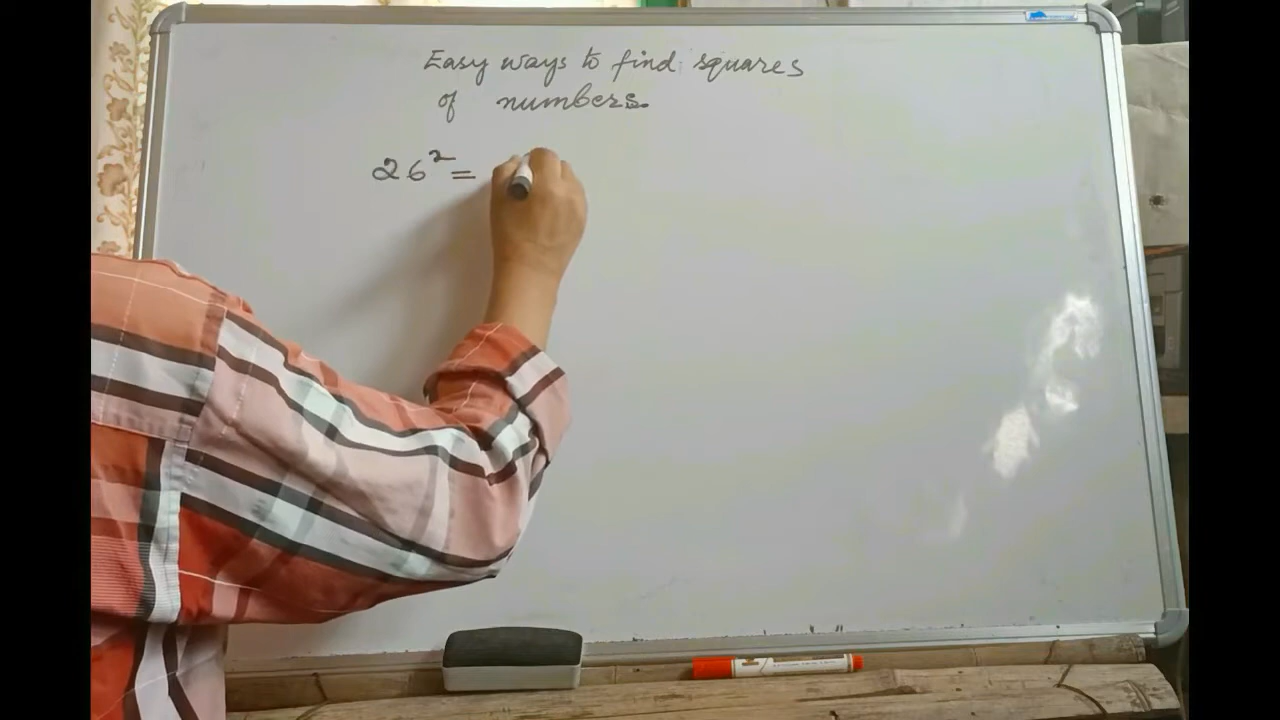 Easy ways to find squares
of numbers.
26² =